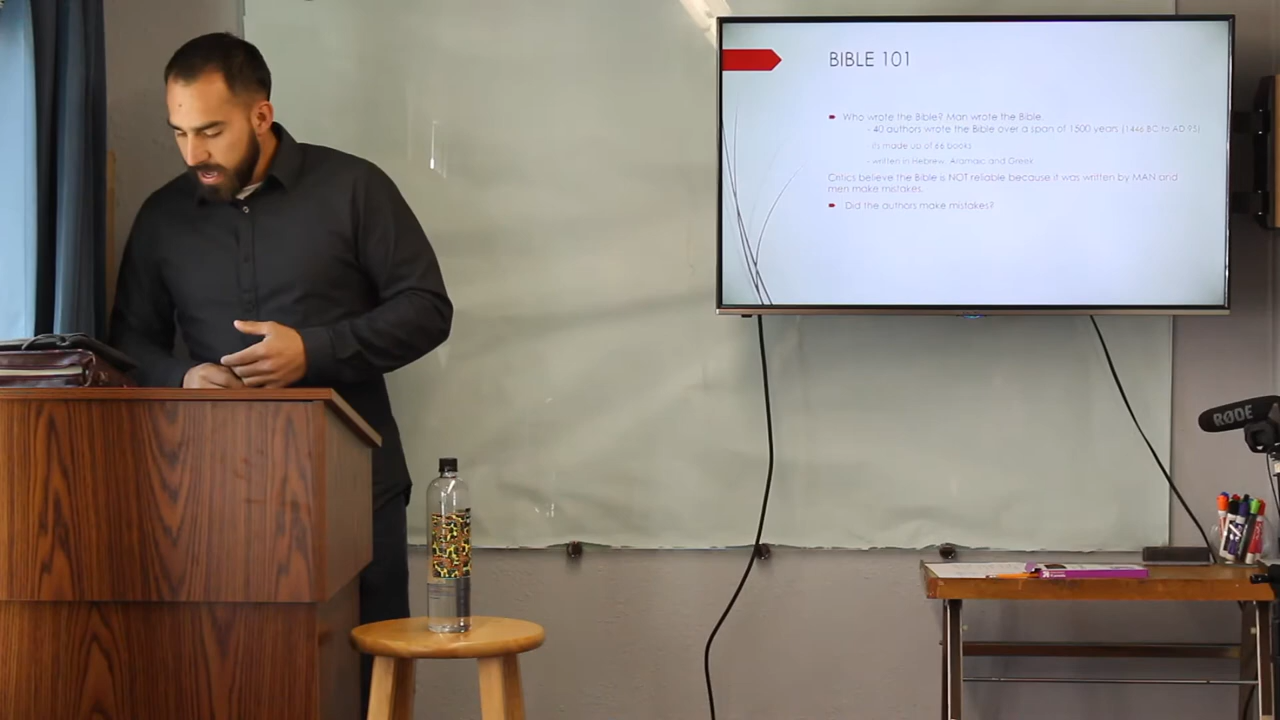 BIBLE 101
Who wrote the Bible? Man wrote the Bible.
- 40 authors wrote the Bible over a span of 1500 years (1446 BC to AD 95)
it's made up of 66 books
- written in Hebrew, Aramaic and Greek
Critics believe the Bible is NOT reliable because it was written by MAN and
men make mistakes.
Did the authors make mistakes?
RØDE